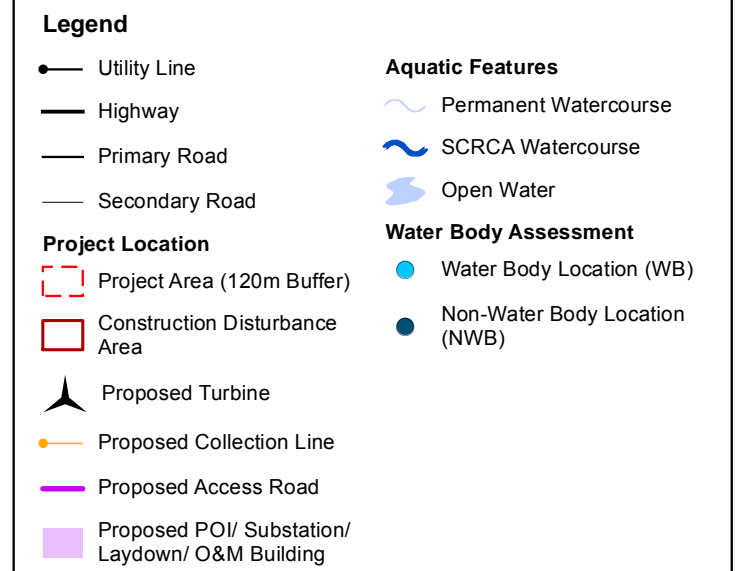 Legend
Utility Line
Highway
Primary Road
Secondary Road
Project Location
Project Area (120m Buffer)
Construction Disturbance
Area
Proposed Turbine
Proposed Collection Line
Proposed Access Road
Proposed POI/ Substation/
Laydown/ O&M Building
Aquatic Features
Permanent Watercourse
SCRCA Watercourse
Open Water
Water Body Assessment
Water Body Location (WB)
Non-Water Body Location
(NWB)